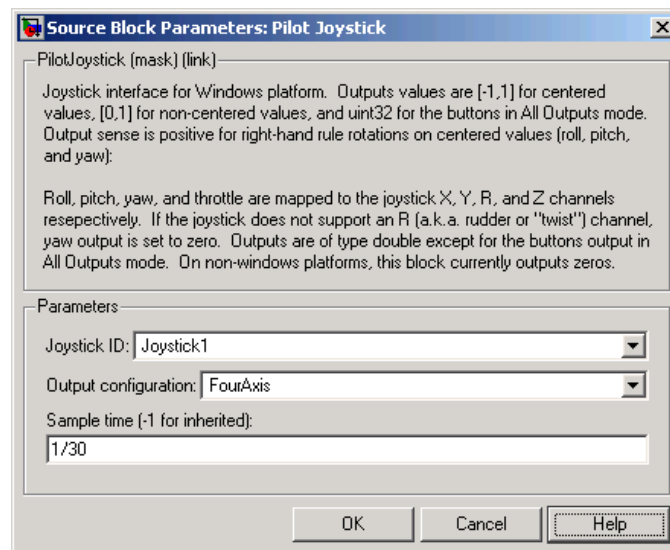 Source Block Parameters: Pilot Joystick
PilotJoystick (mask) (link)
Joystick interface for Windows platform.  Outputs values are [-1,1] for centered
values, [0,1] for non-centered values, and uint32 for the buttons in All Outputs mode.
Output sense is positive for right-hand rule rotations on centered values (roll, pitch,
and yaw):
Roll, pitch, yaw, and throttle are mapped to the joystick X, Y, R, and Z channels
resepectively.  If the joystick does not support an R (a.k.a. rudder or "twist") channel,
yaw output is set to zero.  Outputs are of type double except for the buttons output in
All Outputs mode.  On non-windows platforms, this block currently outputs zeros.
Parameters
Joystick ID: Joystick1
Output configuration: FourAxis
Sample time (-1 for inherited):
1/30
OK Cancel Help